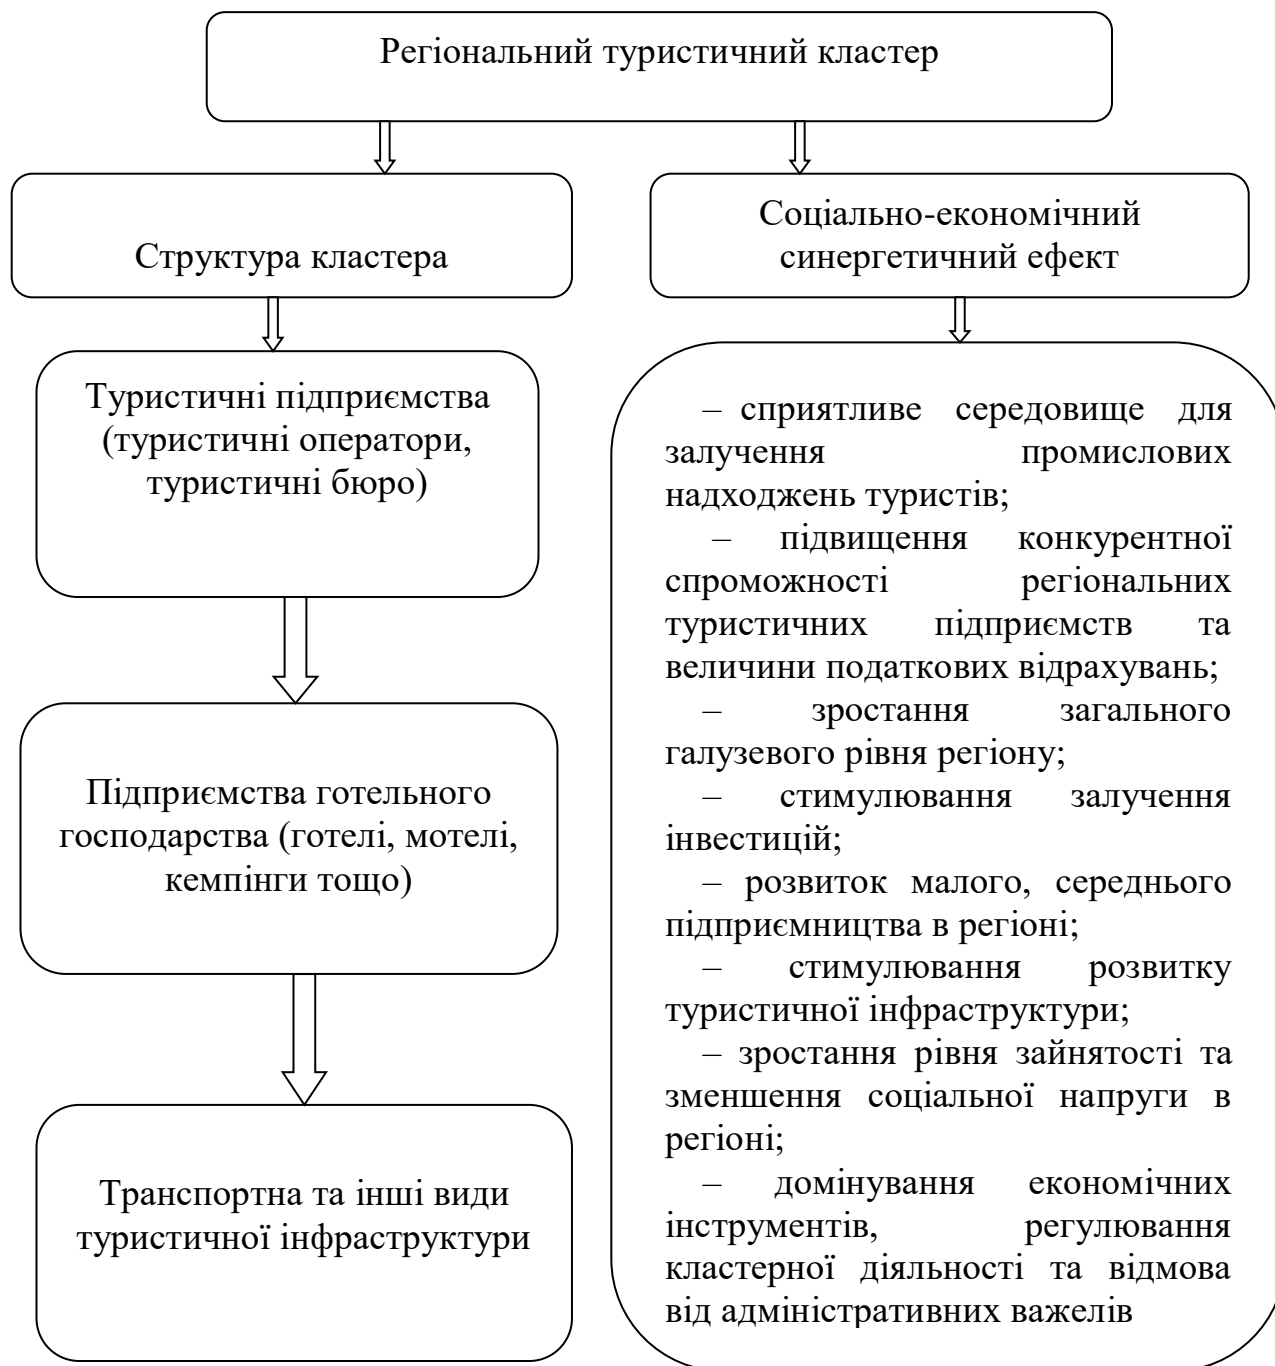 Регіональний туристичний кластер
Структура кластера
Соціально-економічний
синергетичний ефект
Туристичні підприємства
(туристичні оператори,
туристичні бюро)
Підприємства готельного
господарства (готелі, мотелі,
кемпінги тощо)
Транспортна та інші види
туристичної інфраструктури
– сприятливе середовище для
залучення промислових
надходжень туристів;
– підвищення конкурентної
спроможності регіональних
туристичних підприємств та
величини податкових відрахувань;
– зростання загального
галузевого рівня регіону;
– стимулювання залучення
інвестицій;
– розвиток малого, середнього
підприємництва в регіоні;
– стимулювання розвитку
туристичної інфраструктури;
– зростання рівня зайнятості та
зменшення соціальної напруги в
регіоні;
– домінування економічних
інструментів, регулювання
кластерної діяльності та відмова
від адміністративних важелів